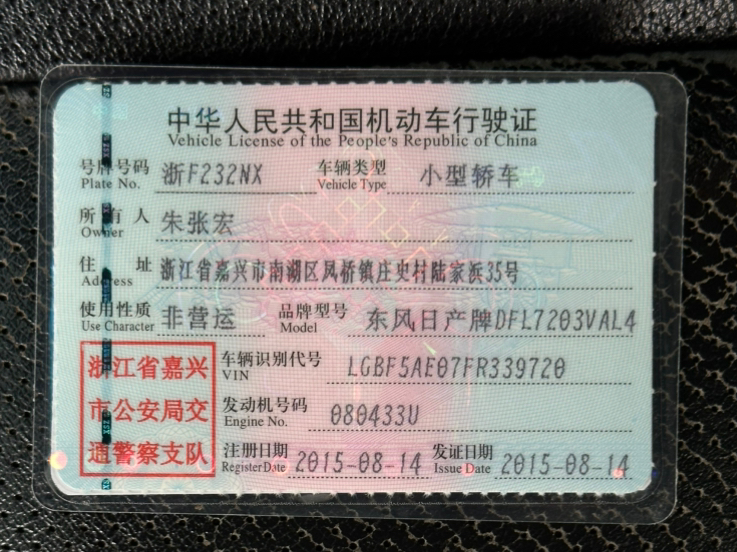 中华人民共和国机动车行驶证
Vehicle License of the People's Republic of China
号牌号码 浙F232NX 车辆类型 小型轿车
Plate No. Vehicle Type
所有人 朱张宏
Owner
住址 浙江省嘉兴市南湖区凤桥镇庄史村陆家浜35号
Address
使用性质 非营运 品牌型号 东风日产牌DFL7203VAL4
Use Character Model
浙江省嘉兴
市公安局交
通警察支队
车辆识别代号 LGBF5AE07FR339720
VIN
发动机号码 080433U
Engine No.
注册日期 2015-08-14 发证日期 2015-08-14
Register Date Issue Date